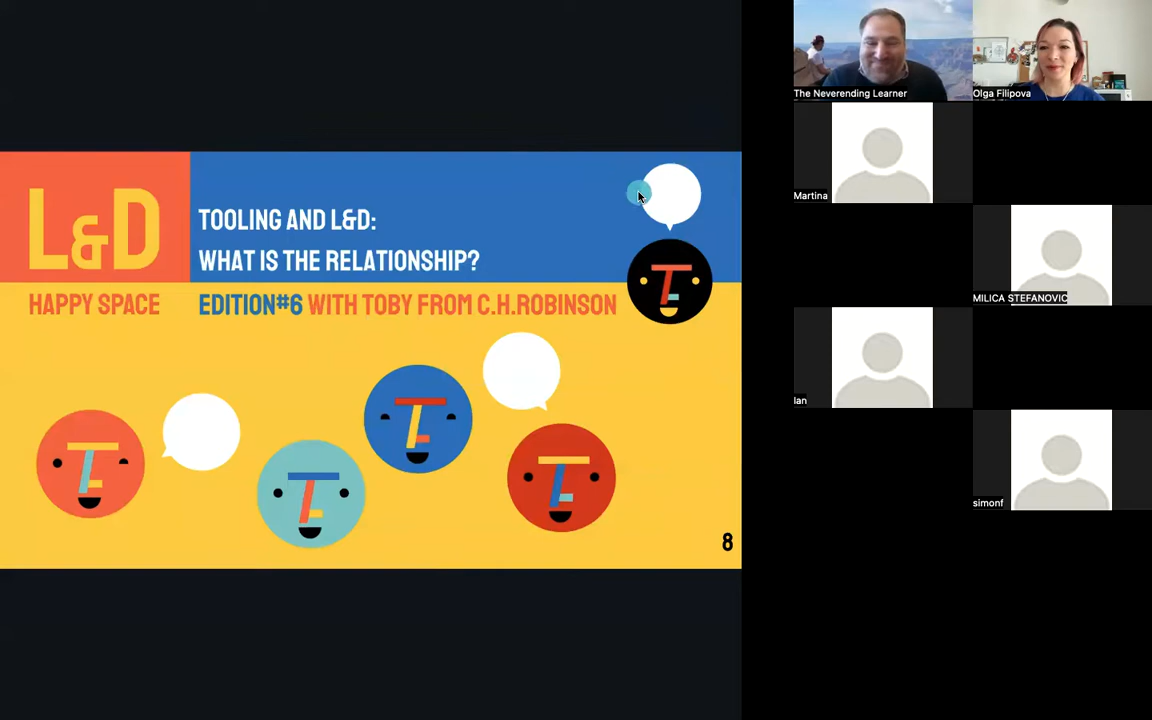 L&D
HAPPY SPACE
TOOLING AND L&D:
WHAT IS THE RELATIONSHIP?
EDITION#6 WITH TOBY FROM C.H.ROBINSON
8
The Neverending Learner
Olga Filipova
Martina
MILICA STEFANOVIC
Ian
simonf